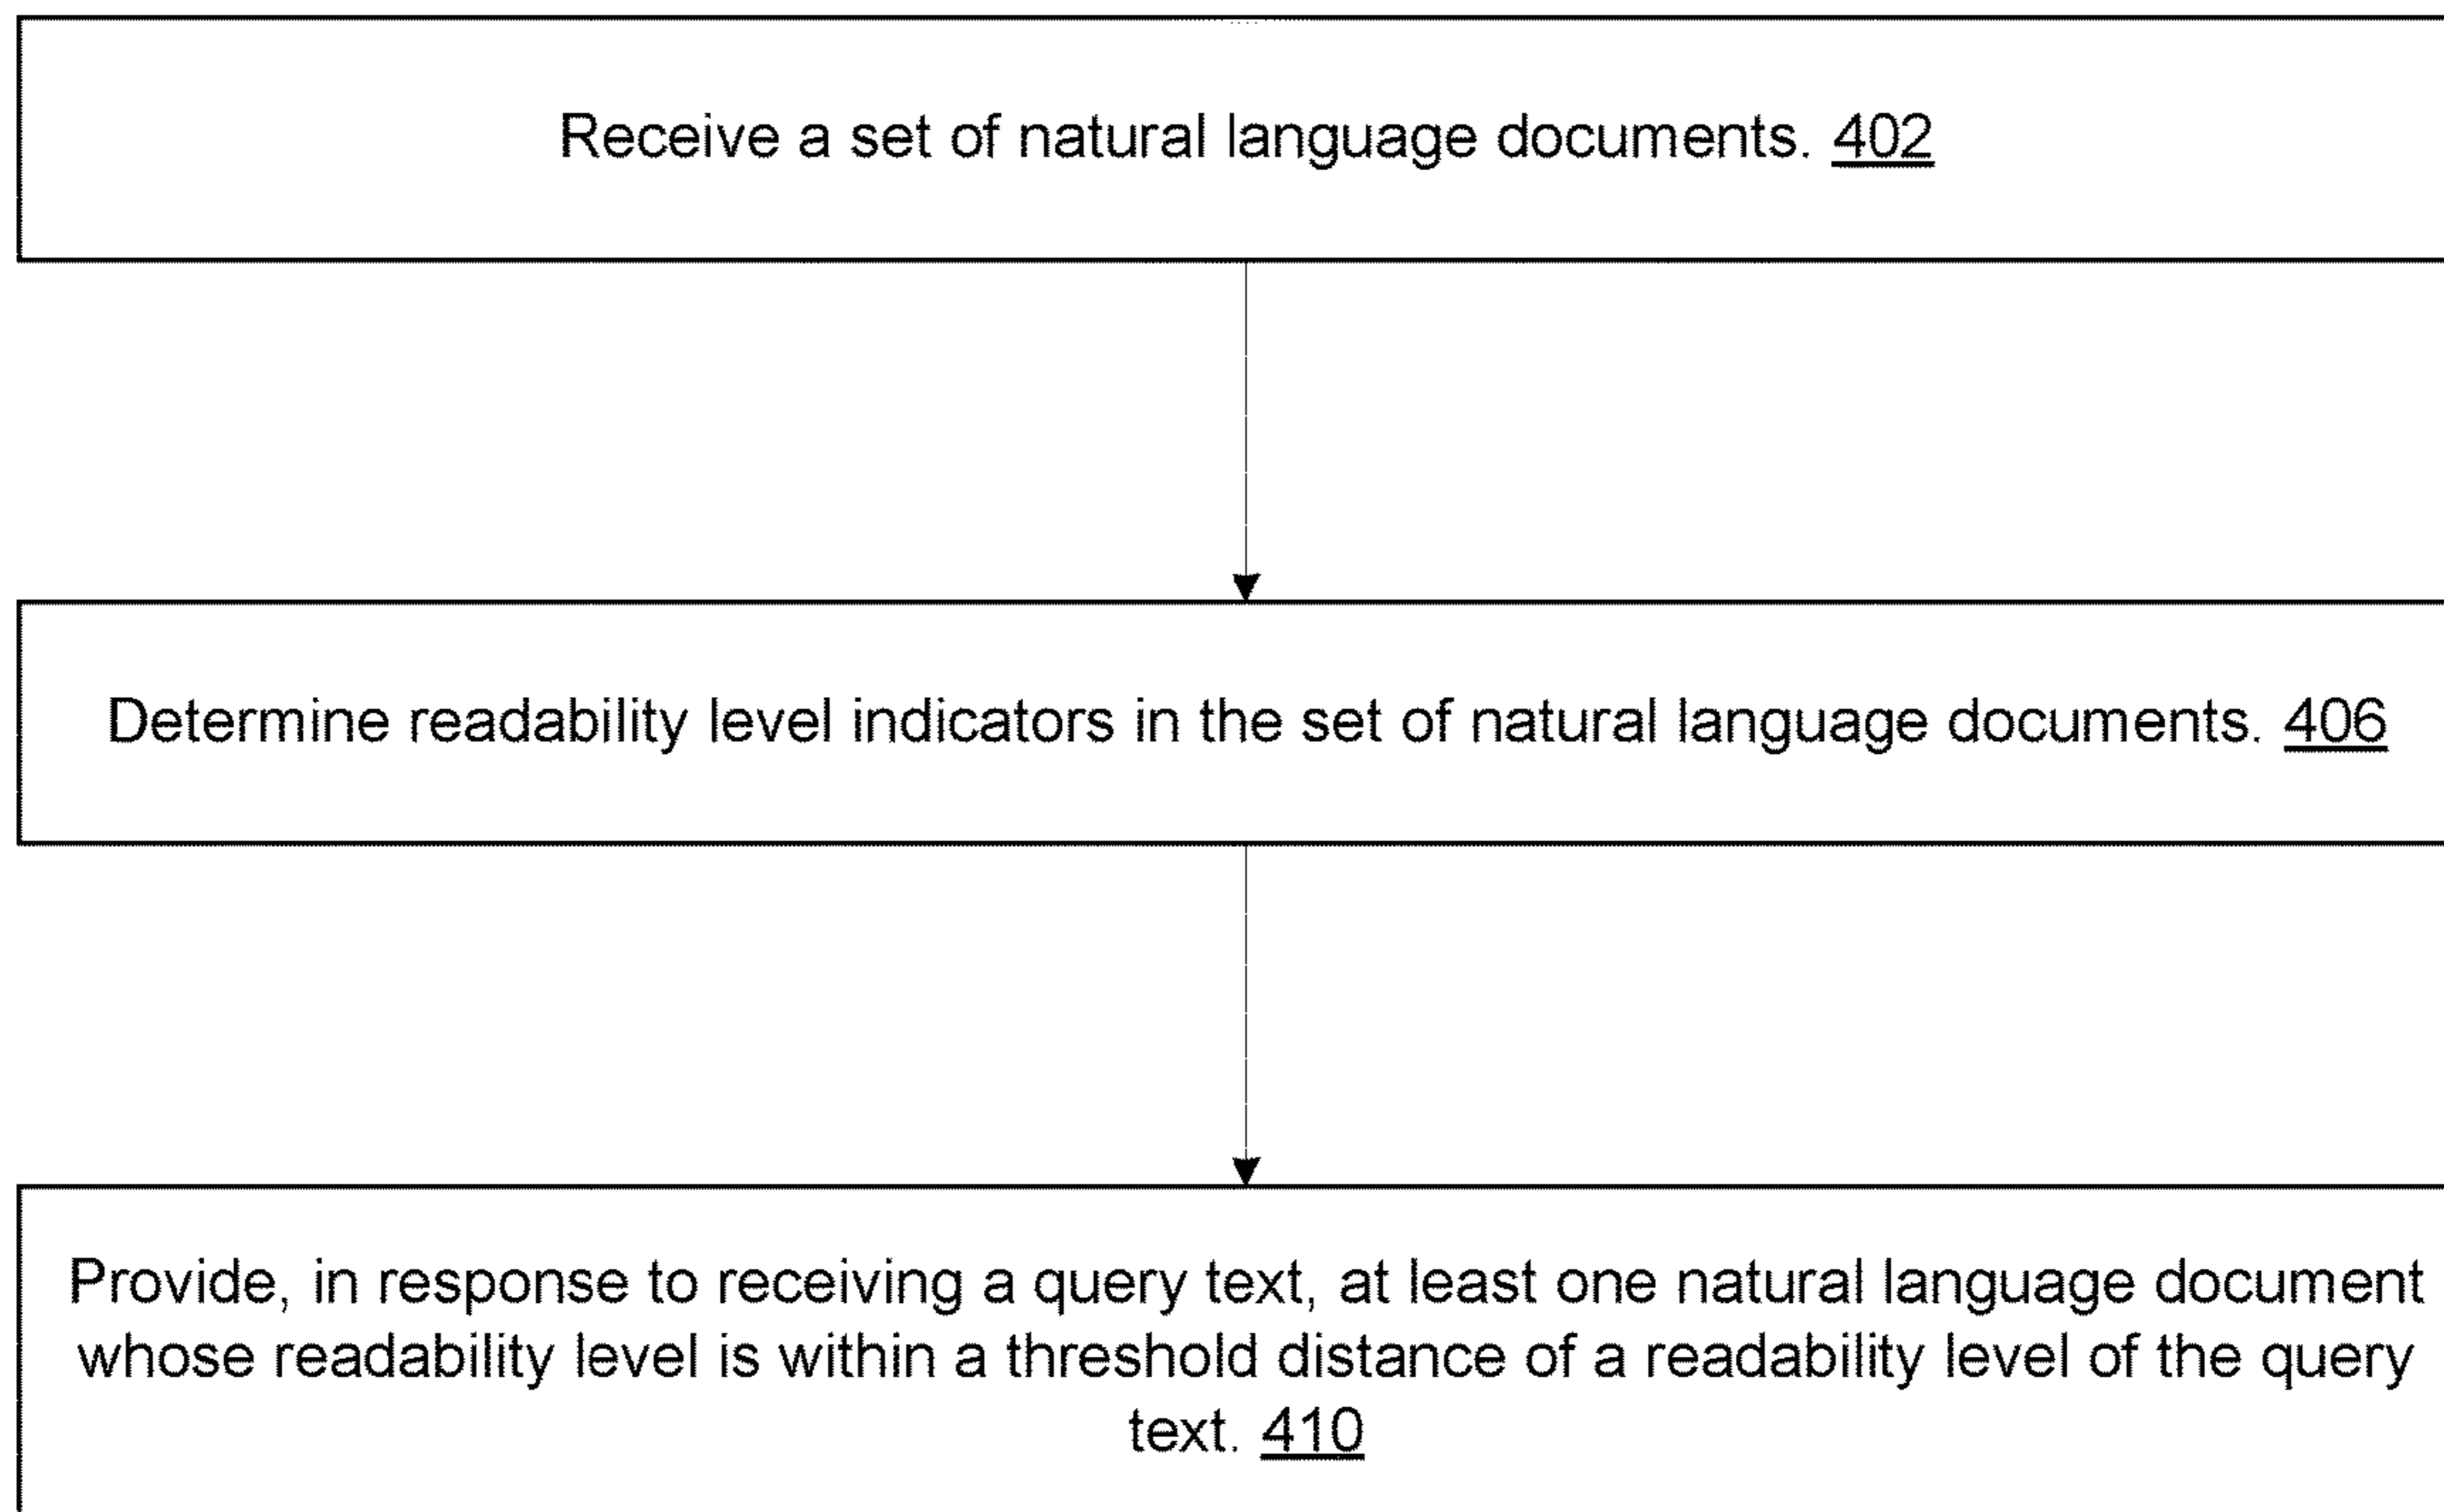 Receive a set of natural language documents. 402
Determine readability level indicators in the set of natural language documents. 406
Provide, in response to receiving a query text, at least one natural language document
whose readability level is within a threshold distance of a readability level of the query
text. 410